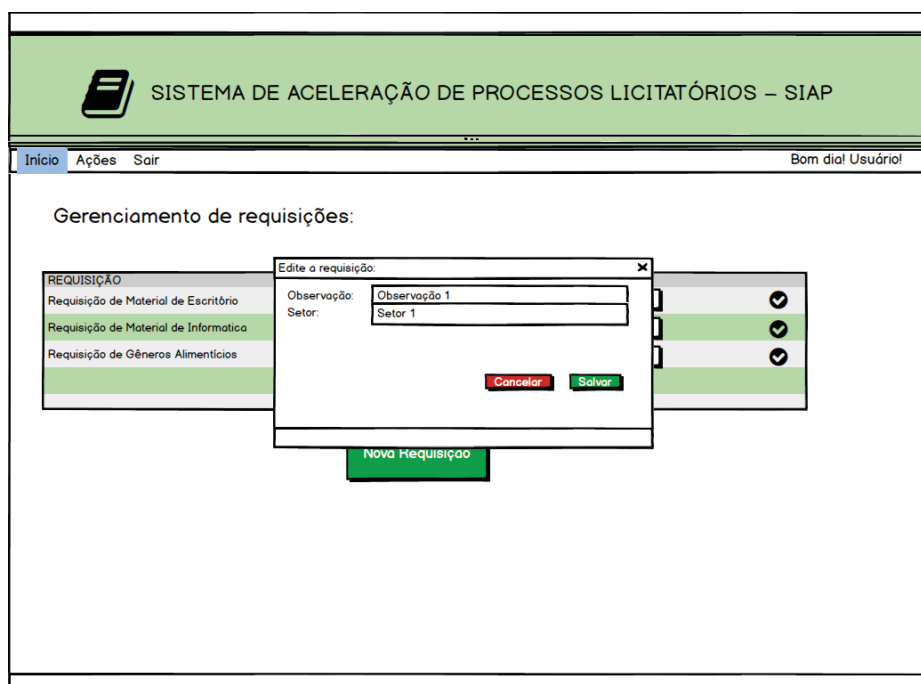 SISTEMA DE ACELERAÇÃO DE PROCESSOS LICITATÓRIOS – SIAP
Início Ações Sair Bom dia! Usuário!
Gerenciamento de requisições:
REQUISIÇÃO
Requisição de Material de Escritório
Requisição de Material de Informatica
Requisição de Gêneros Alimentícios
Edite a requisição:
Observação: Observação 1
Setor: Setor 1
Cancelar Salvar
Nova Requisição